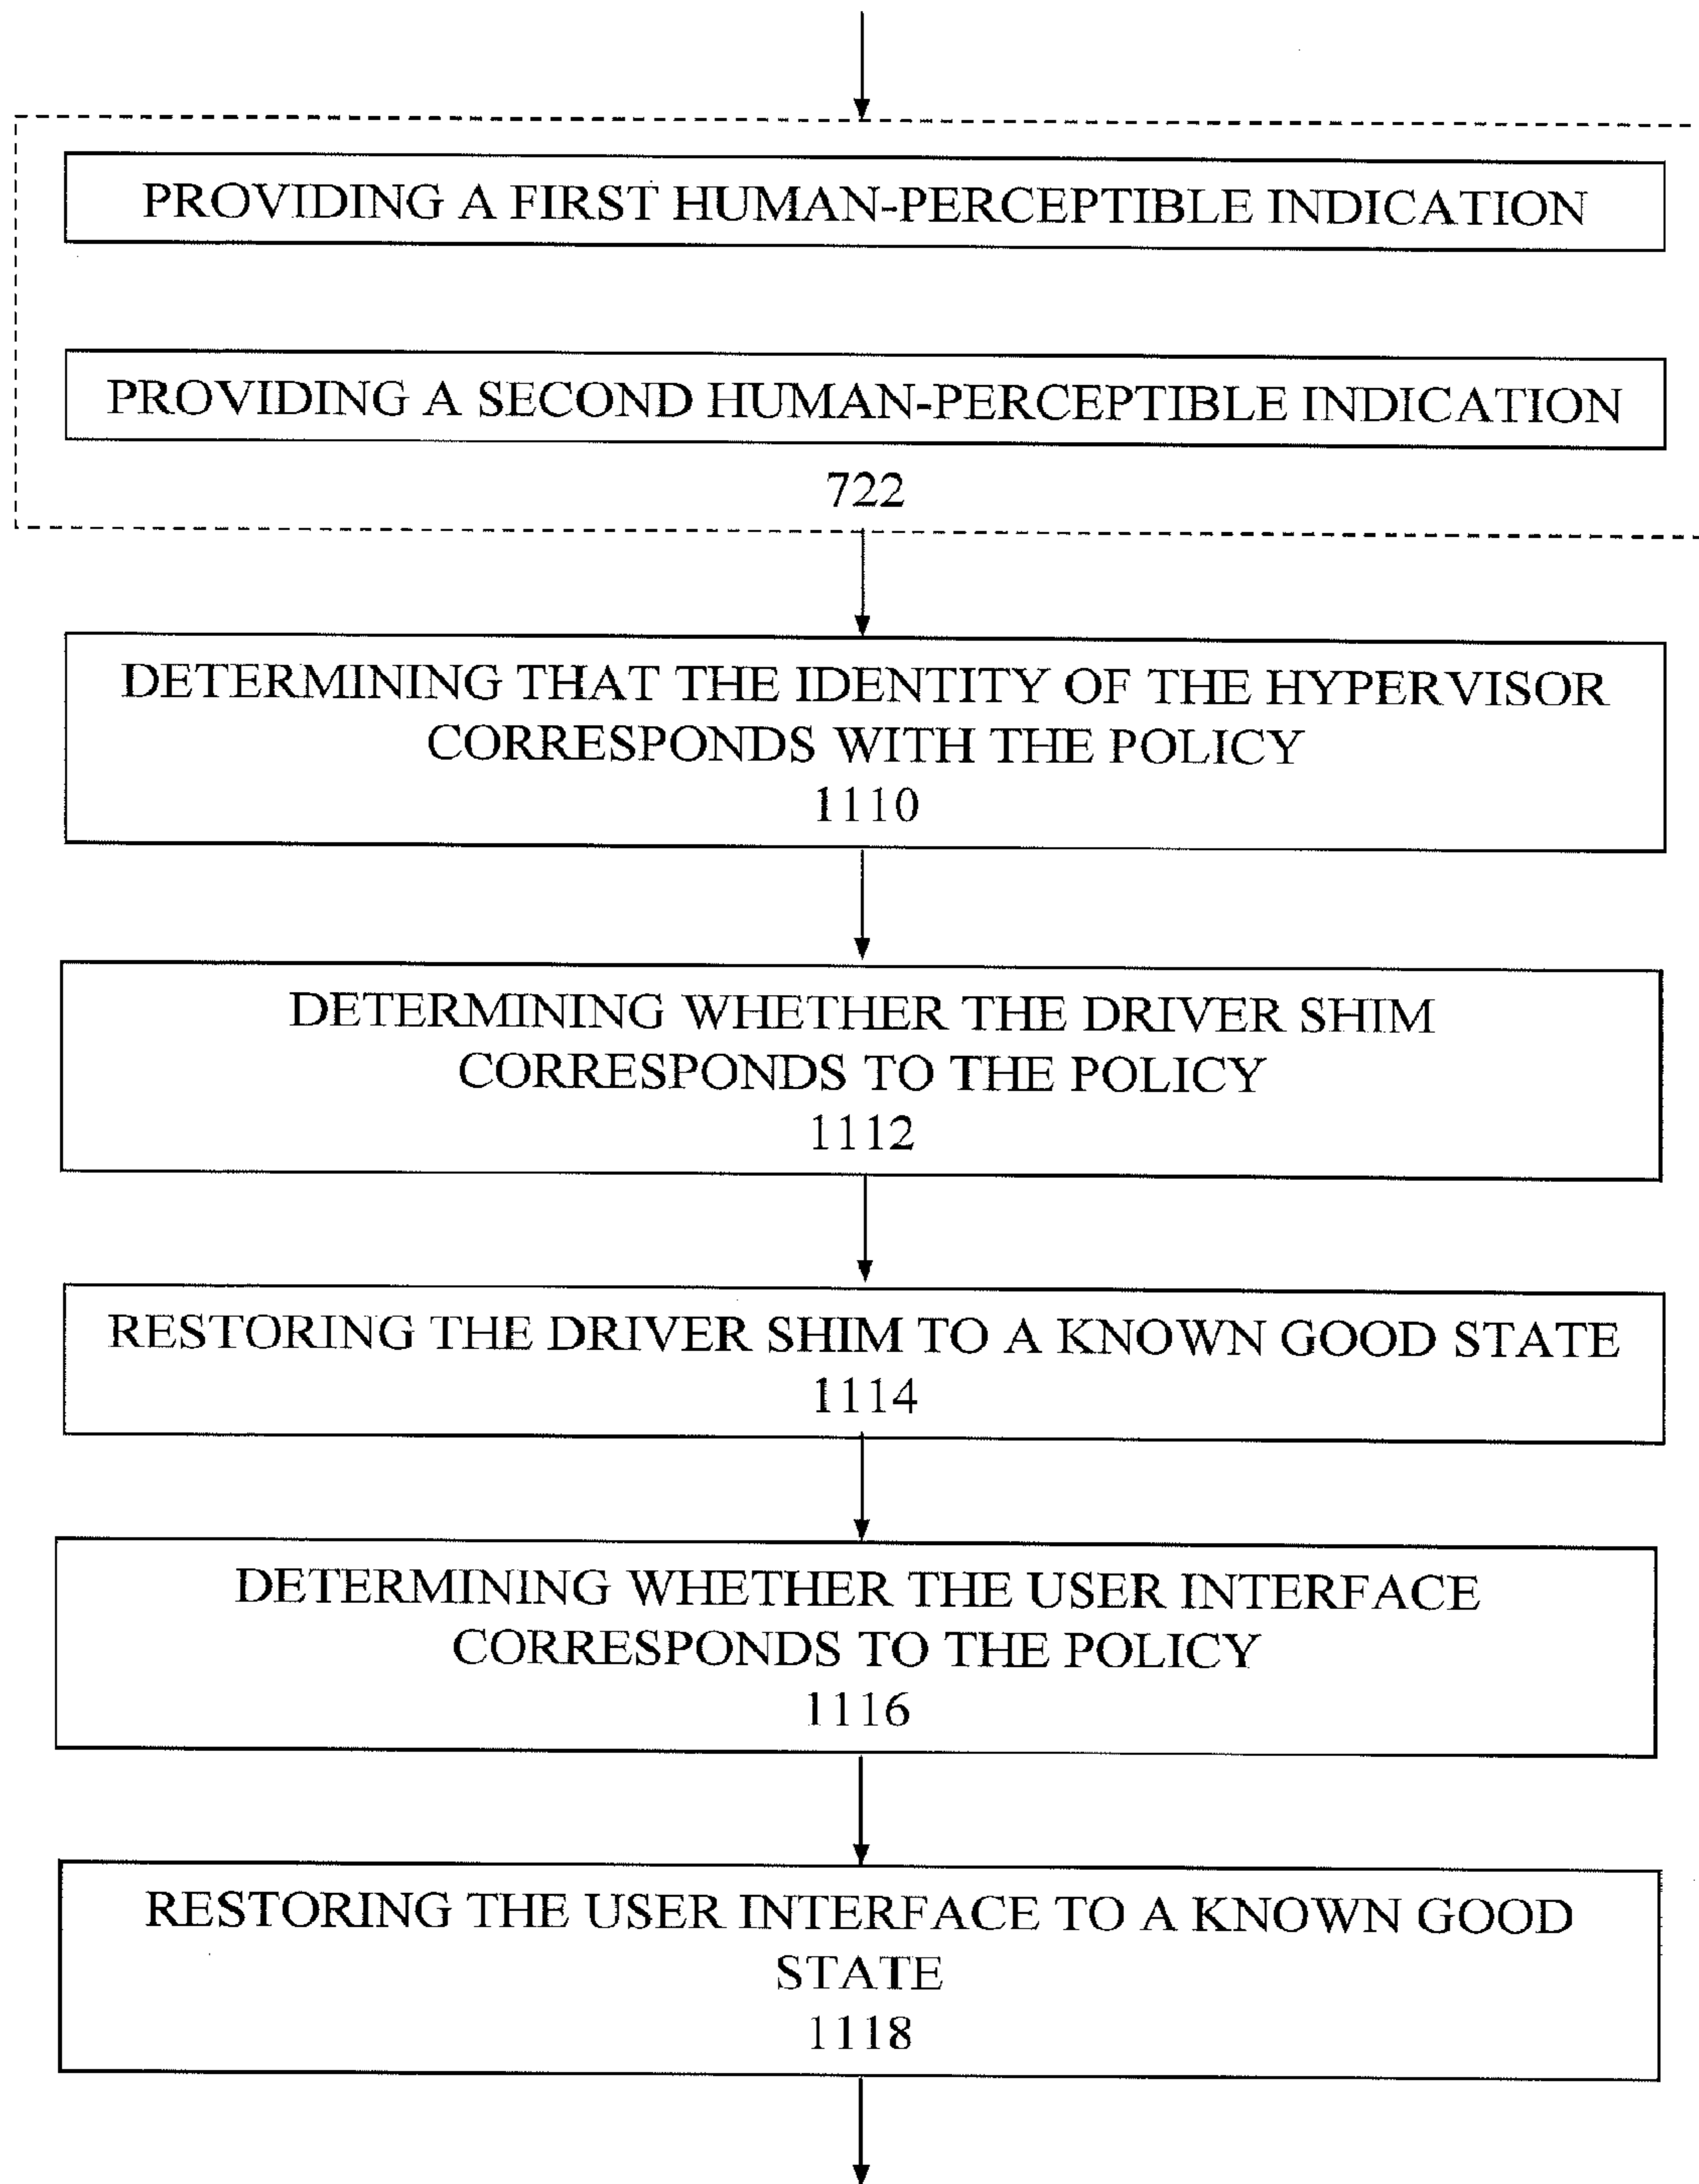 PROVIDING A FIRST HUMAN-PERCEPTIBLE INDICATION
PROVIDING A SECOND HUMAN-PERCEPTIBLE INDICATION
722
DETERMINING THAT THE IDENTITY OF THE HYPERVISOR
CORRESPONDS WITH THE POLICY
1110
DETERMINING WHETHER THE DRIVER SHIM
CORRESPONDS TO THE POLICY
1112
RESTORING THE DRIVER SHIM TO A KNOWN GOOD STATE
1114
DETERMINING WHETHER THE USER INTERFACE
CORRESPONDS TO THE POLICY
1116
RESTORING THE USER INTERFACE TO A KNOWN GOOD
STATE
1118